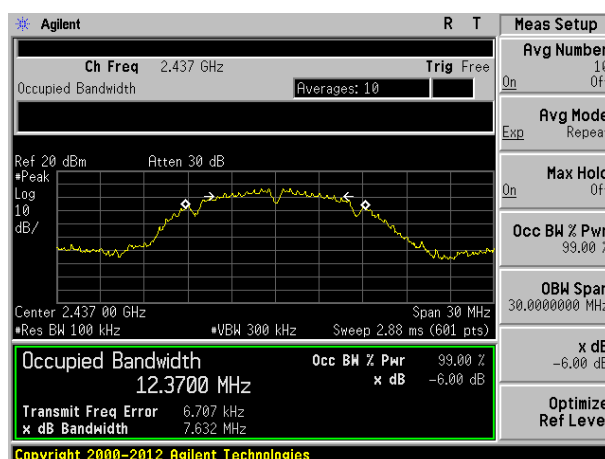 Agilent R T Meas Setup
Ch Freq 2.437 GHz Trig Free
Occupied Bandwidth Averages: 10
Ref 20 dBm Atten 30 dB
#Peak
Log
10
dB/
Center 2.437 00 GHz Span 30 MHz
#Res BW 100 kHz #VBW 300 kHz Sweep 2.88 ms (601 pts)
Occupied Bandwidth Occ BW % Pwr 99.00 %
12.3700 MHz x dB -6.00 dB
Transmit Freq Error 6.707 kHz
x dB Bandwidth 7.632 MHz
Copyright 2000-2012 Agilent Technologies
Avg Number
10
On Of
Avg Mode
Exp Repea
Max Hold
On Of
Occ BW % Pwr
99.00 %
OBW Span
30.0000000 MHz
x dB
-6.00 dB
Optimize
Ref Leve